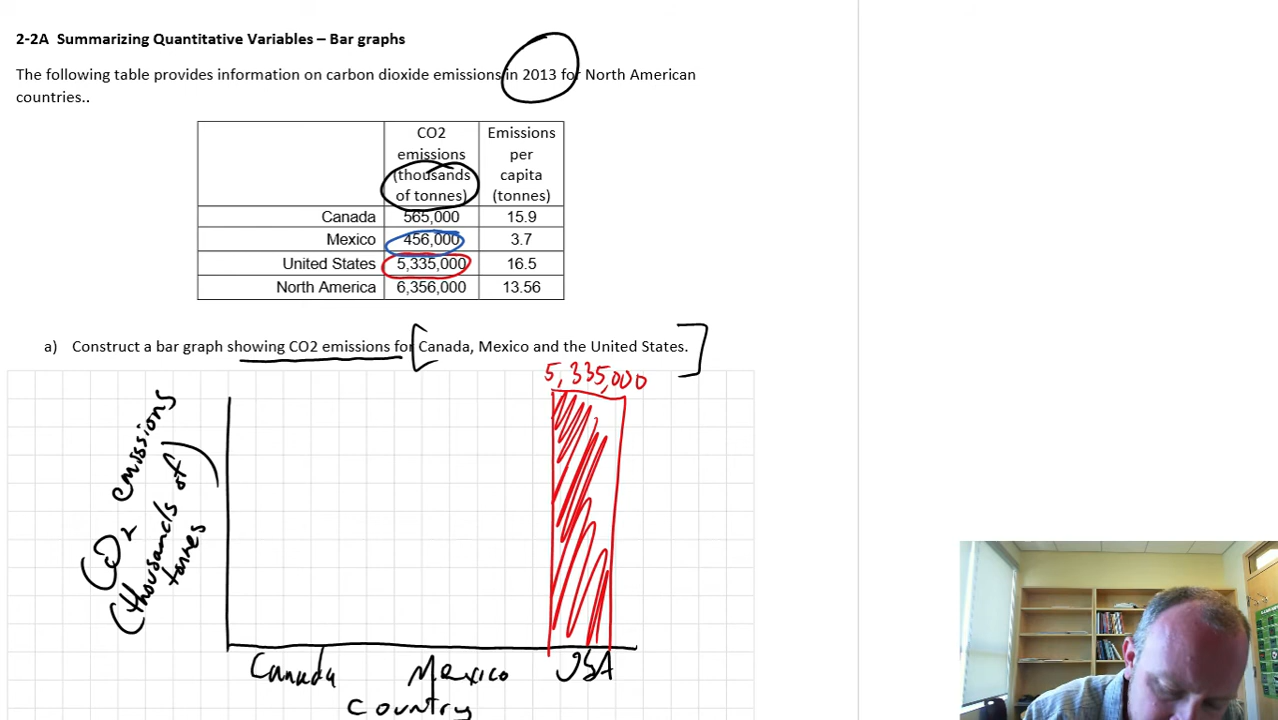 2-2A Summarizing Quantitative Variables – Bar graphs
The following table provides information on carbon dioxide emissions in 2013 for North American
countries..
CO2 emissions (thousands of tonnes) Emissions per capita (tonnes)
Canada 565,000 15.9
Mexico 456,000 3.7
United States 5,335,000 16.5
North America 6,356,000 13.56
a) Construct a bar graph showing CO2 emissions for Canada, Mexico and the United States.
5,335,000
CO2 emissions
(thousands of
tonnes)
Canada Mexico USA
Country